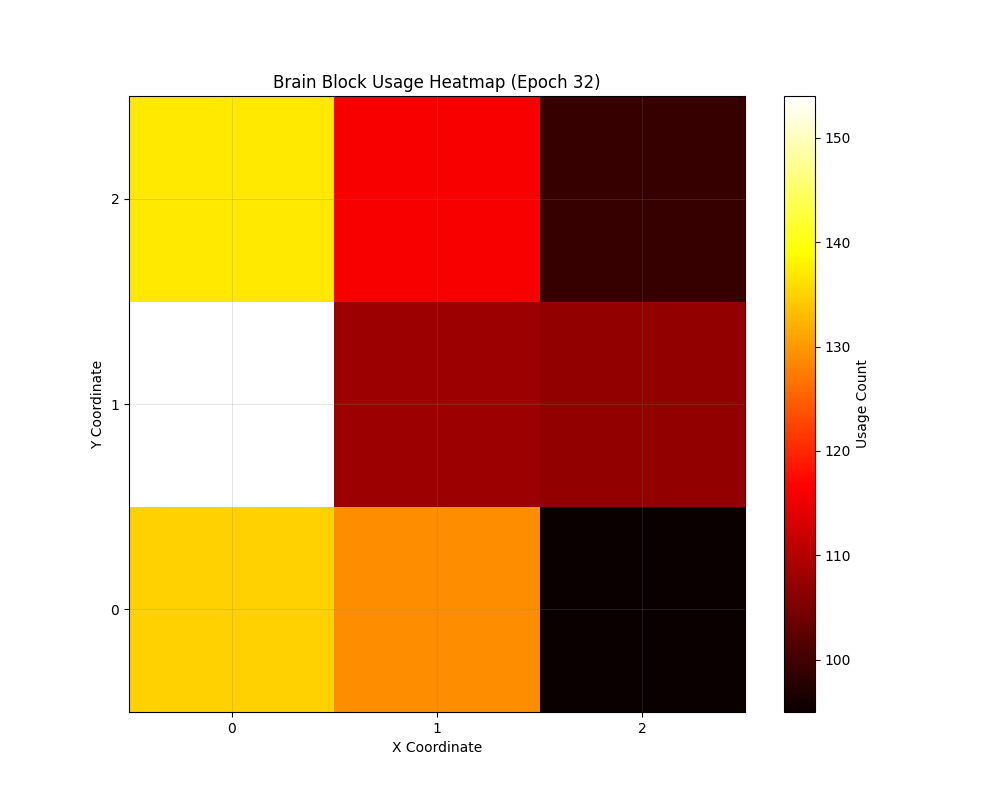 Brain Block Usage Heatmap (Epoch 32)
2
1
0
Y Coordinate
0 1 2
X Coordinate
150
140
130
120
110
100
Usage Count